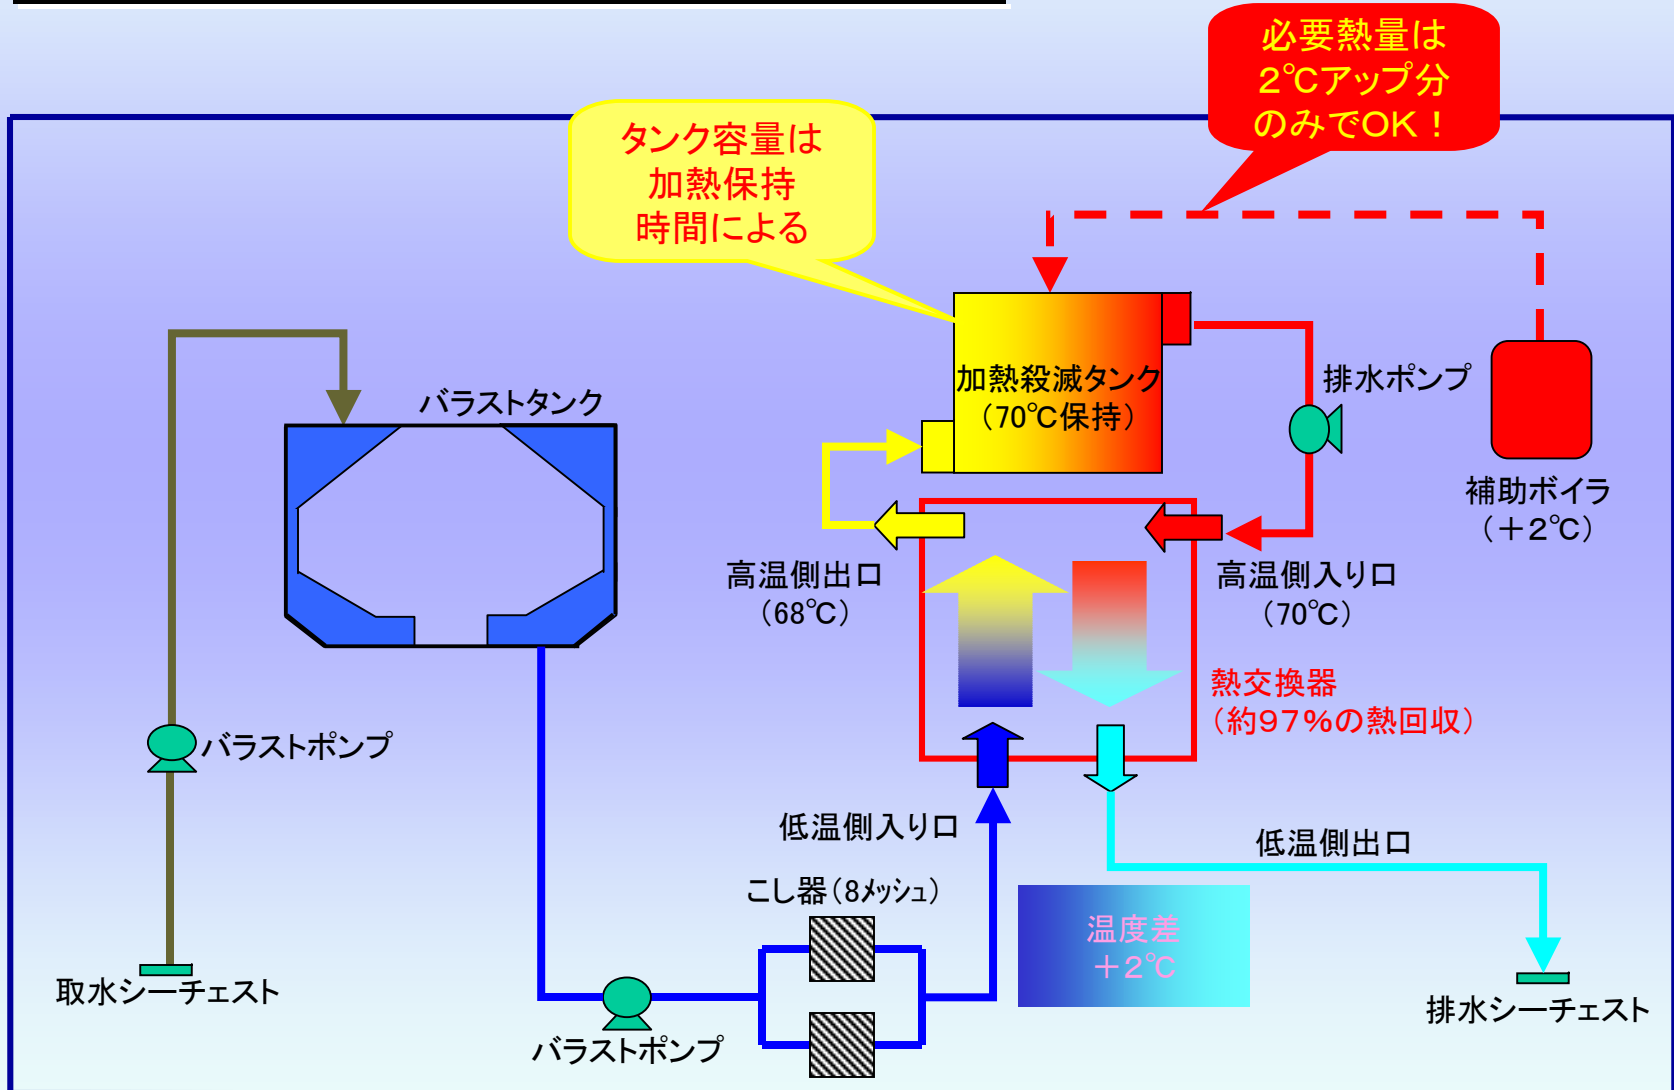 必要熱量は
2℃アップ分
のみでOK！
タンク容量は
加熱保持
時間による
加熱殺滅タンク
（70℃保持）
排水ポンプ
バラストタンク
補助ボイラ
（＋2℃）
高温側出口
（68℃）
高温側入り口
（70℃）
熱交換器
（約97%の熱回収）
バラストポンプ
低温側入り口
低温側出口
こし器（8メッシュ）
温度差
＋2℃
取水シーチェスト
排水シーチェスト
バラストポンプ